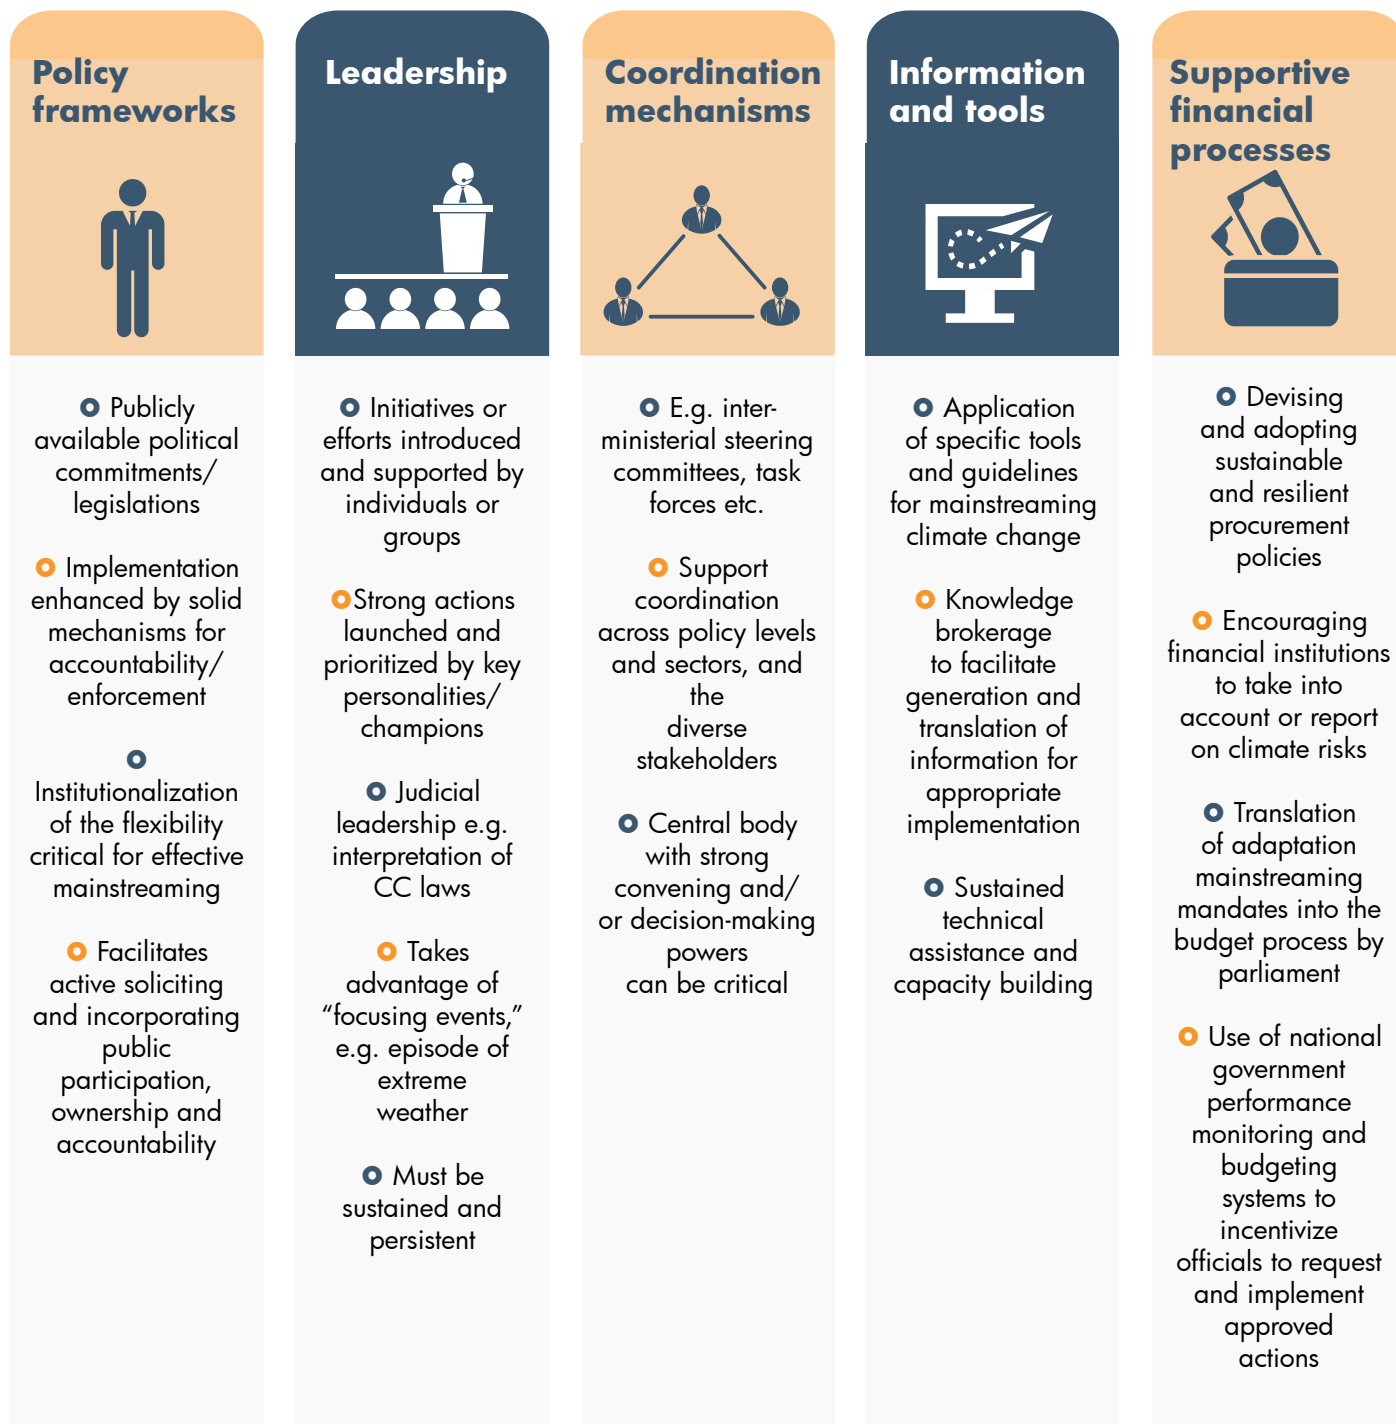 Policy
frameworks
Publicly
available political
commitments/
legislations
Implementation
enhanced by solid
mechanisms for
accountability/
enforcement
Institutionalization
of the flexibility
critical for effective
mainstreaming
Facilitates
active soliciting
and incorporating
public
participation,
ownership and
accountability
Leadership
Initiatives or
efforts introduced
and supported by
individuals or
groups
Strong actions
launched and
prioritized by key
personalities/
champions
Judicial
leadership e.g.
interpretation of
CC laws
Takes
advantage of
“focusing events,”
e.g. episode of
extreme
weather
Must be
sustained and
persistent
Coordination
mechanisms
E.g. inter-
ministerial steering
committees, task
forces etc.
Support
coordination
across policy levels
and sectors, and
the
diverse
stakeholders
Central body
with strong
convening and/
or decision-making
powers
can be critical
Information
and tools
Application
of specific tools
and guidelines
for mainstreaming
climate change
Knowledge
brokerage
to facilitate
generation and
translation of
information for
appropriate
implementation
Sustained
technical
assistance and
capacity building
Supportive
financial
processes
Devising
and adopting
sustainable
and resilient
procurement
policies
Encouraging
financial institutions
to take into
account or report
on climate risks
Translation
of adaptation
mainstreaming
mandates into the
budget process by
parliament
Use of national
government
performance
monitoring and
budgeting
systems to
incentivize
officials to request
and implement
approved
actions